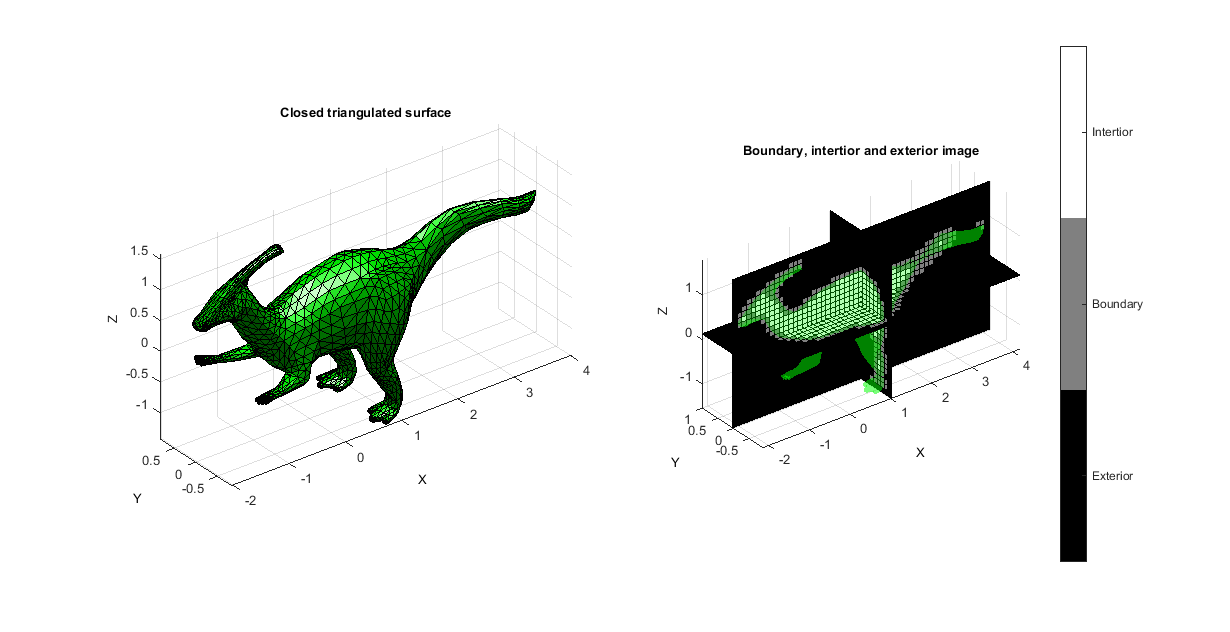 Closed triangulated surface
1.5
1
0.5
0
-0.5
-1
Z
0.5
0
-0.5
Y
-2
-1
0
1
2
3
4
X
Boundary, intertior and exterior image
1
0
-1
Z
1
0.5
0
-0.5
Y
-2
-1
0
1
2
3
4
X
Intertior
Boundary
Exterior